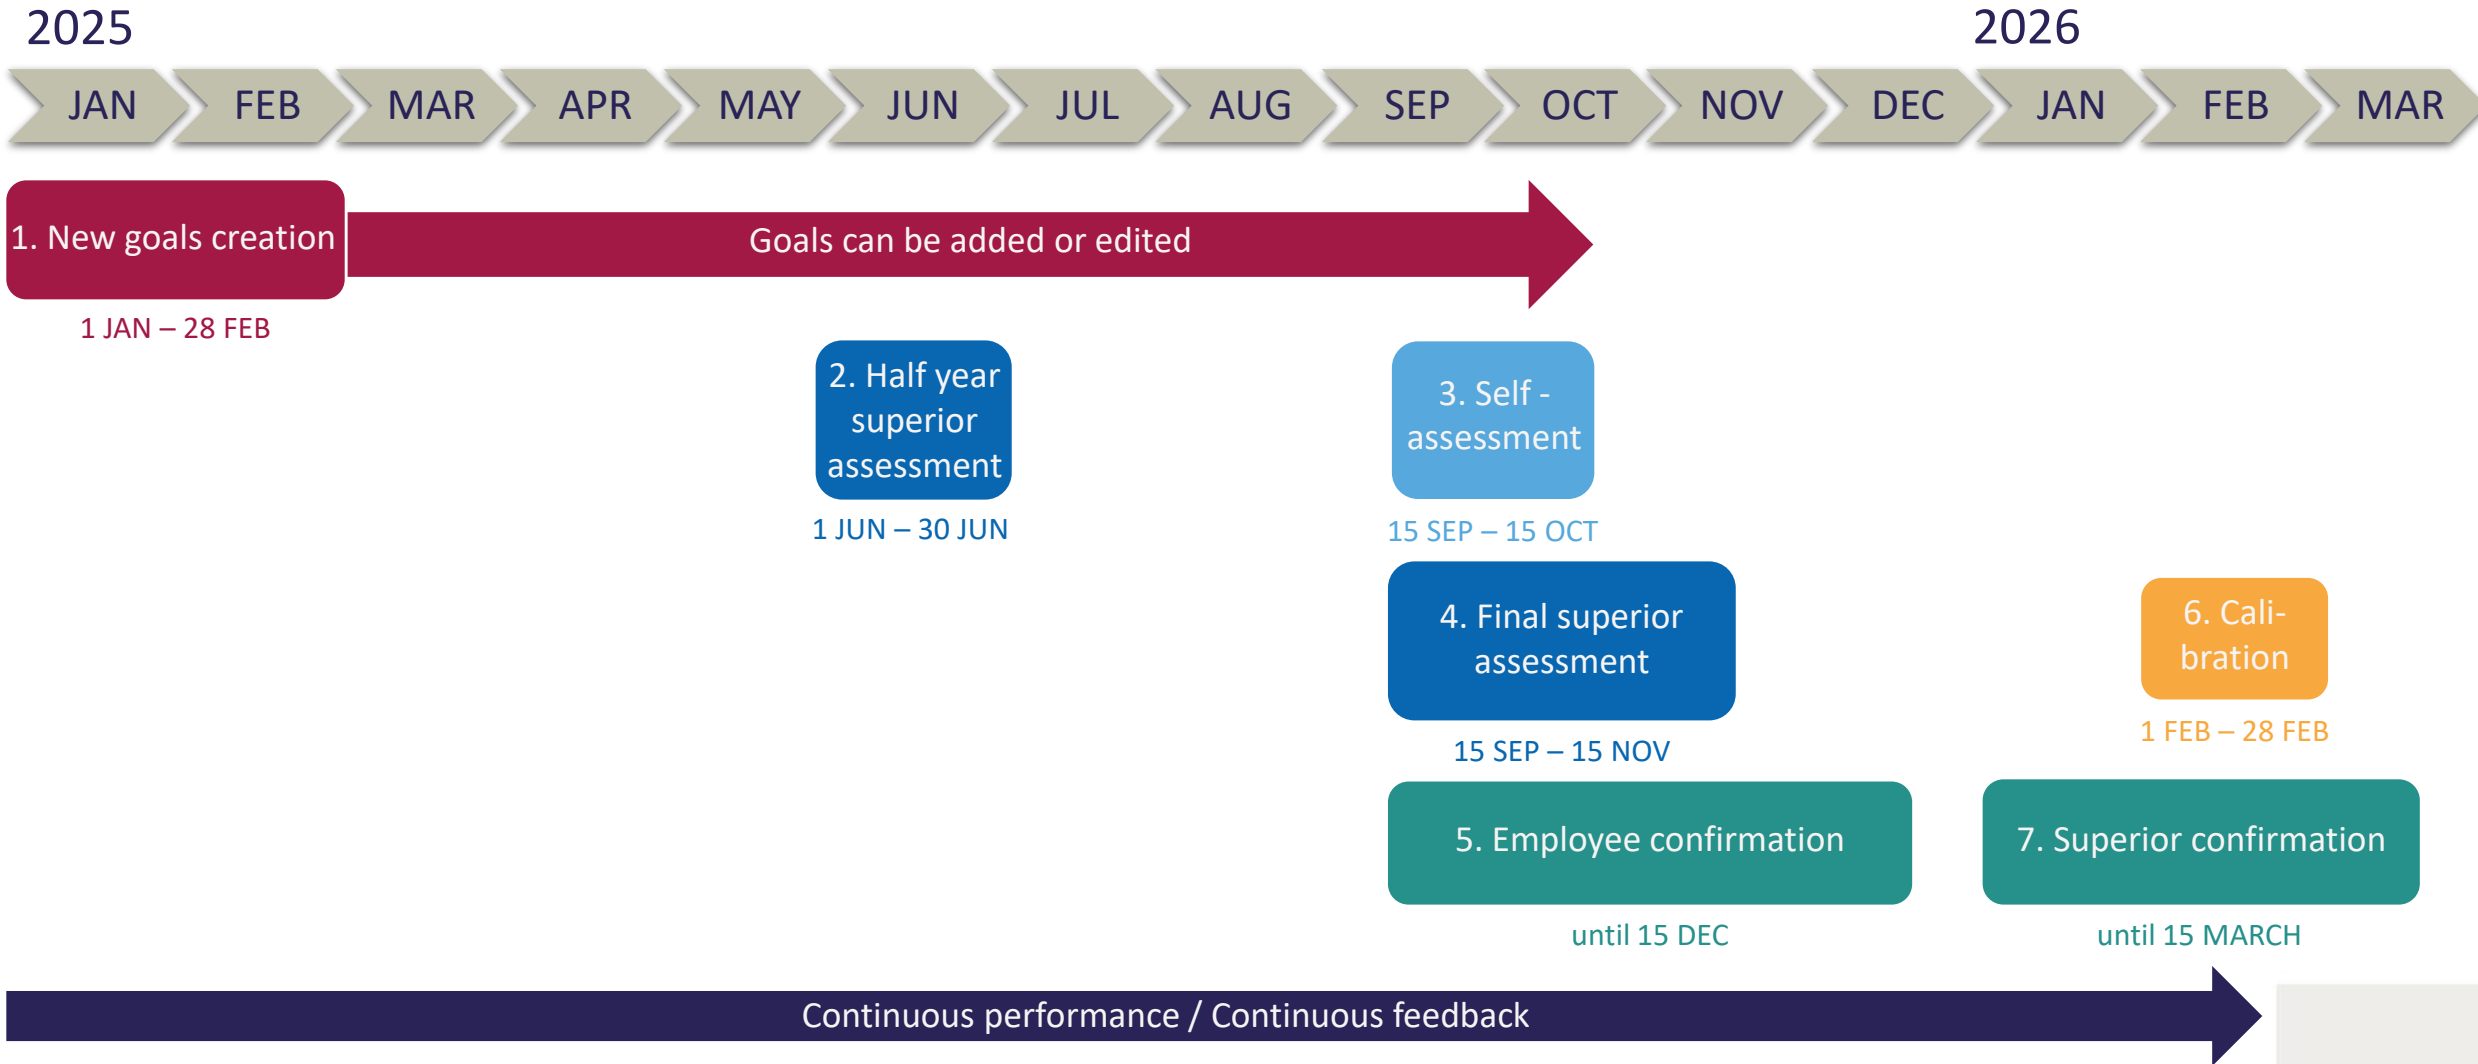 2025
2026
JAN FEB MAR APR MAY JUN JUL AUG SEP OCT NOV DEC JAN FEB MAR
1. New goals creation
Goals can be added or edited
1 JAN – 28 FEB
2. Half year
superior
assessment
1 JUN – 30 JUN
3. Self -
assessment
15 SEP – 15 OCT
4. Final superior
assessment
15 SEP – 15 NOV
6. Cali-
bration
1 FEB – 28 FEB
5. Employee confirmation
until 15 DEC
7. Superior confirmation
until 15 MARCH
Continuous performance / Continuous feedback